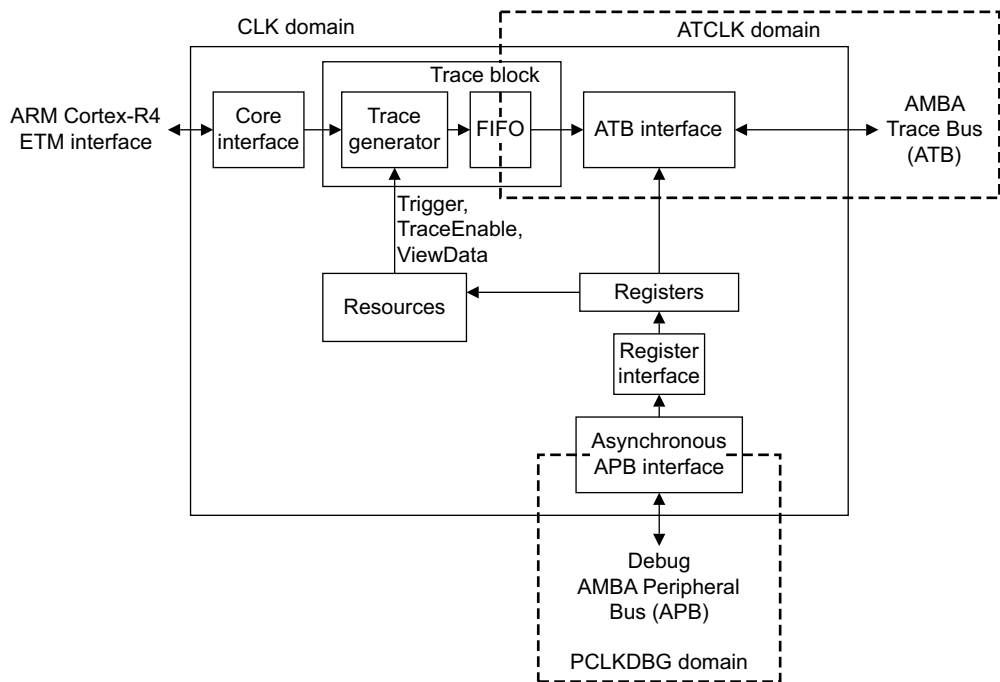 CLK domain
ATCLK domain
Trace block
ARM Cortex-R4
ETM interface
Core
interface
Trace
generator
FIFO
ATB interface
AMBA
Trace Bus
(ATB)
Trigger,
TraceEnable,
ViewData
Resources
Registers
Register
interface
Asynchronous
APB interface
Debug
AMBA Peripheral
Bus (APB)
PCLKDBG domain